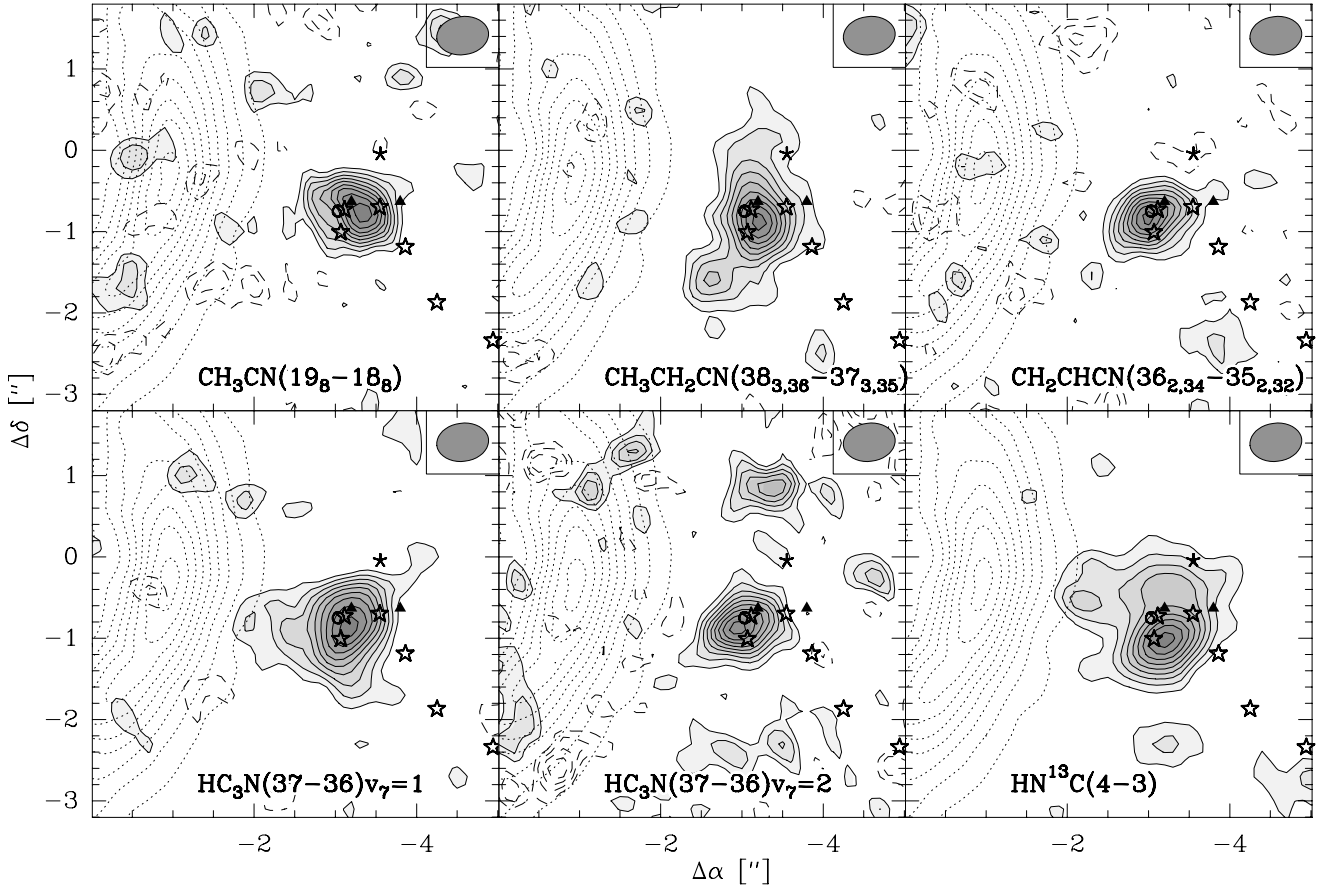 1
0
−1
−2
−3
CH₃CN(19₈−18₈)
CH₃CH₂CN(38₃,₃₆−37₃,₃₅)
CH₂CHCN(36₂,₃₄−35₂,₃₂)
Δδ ["]
1
0
−1
−2
−3
HC₃N(37−36)v₇=1
HC₃N(37−36)v₇=2
HN¹³C(4−3)
−2 −4 −2 −4 −2 −4
Δα ["]